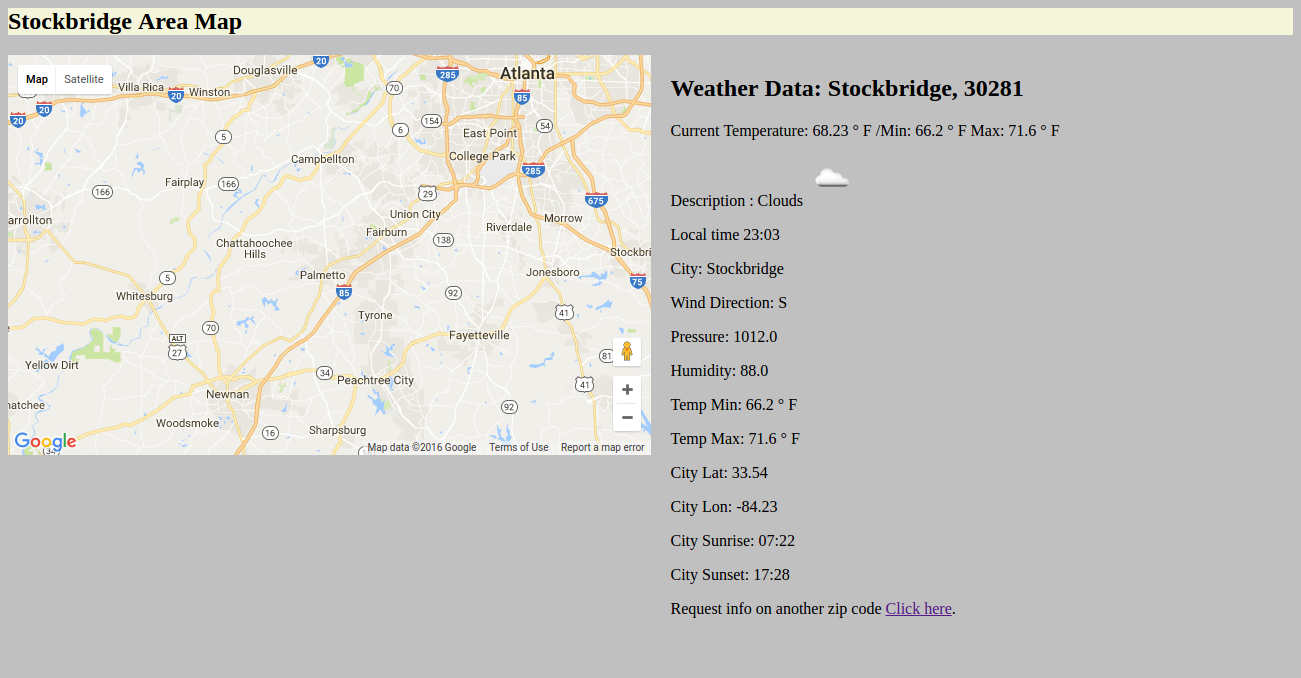 Stockbridge Area Map
Map
Satellite
Douglasville
20
285
Atlanta
Villa Rica
20
Winston
70
85
20
20
154
6
54
East Point
5
Campbellton
College Park
285
Fairplay
166
166
29
675
arrollton
Union City
Morrow
Riverdale
Fairburn
138
Chattahoochee
Hills
Stockbri
Palmetto
Jonesboro
5
75
85
92
Whitesburg
41
Tyrone
70
Fayetteville
ALT
27
81
Yellow Dirt
34
Peachtree City
41
Newnan
natchee
92
Woodsmoke
16
Sharpsburg
Google
34
Map data ©2016 Google
Terms of Use
Report a map error
Weather Data: Stockbridge, 30281
Current Temperature: 68.23 ° F /Min: 66.2 ° F Max: 71.6 ° F
Description : Clouds
Local time 23:03
City: Stockbridge
Wind Direction: S
Pressure: 1012.0
Humidity: 88.0
Temp Min: 66.2 ° F
Temp Max: 71.6 ° F
City Lat: 33.54
City Lon: -84.23
City Sunrise: 07:22
City Sunset: 17:28
Request info on another zip code Click here.